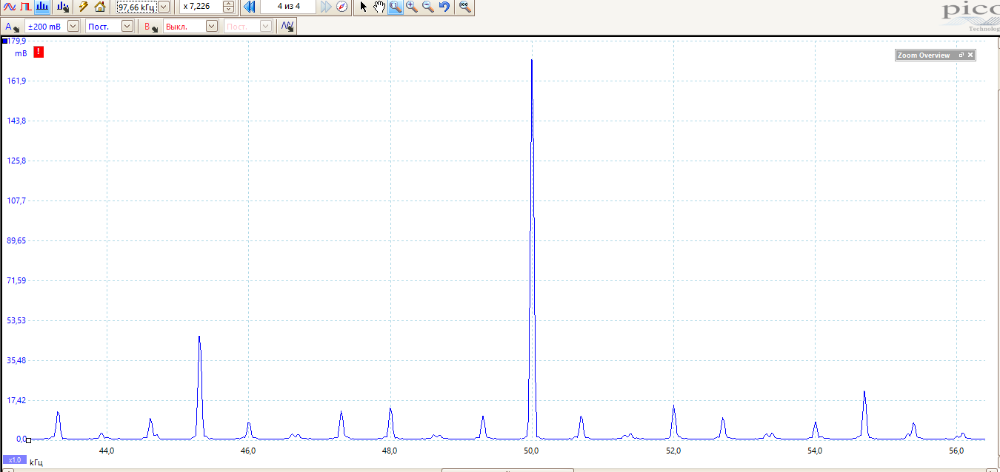 97,66 кГц x 7,226 4 из 4
pico
Technology
A ±200 mВ Пост. B Выкл. Пост.
179,9
mB
!
Zoom Overview
161,9
143,8
125,8
107,7
89,65
71,59
53,53
35,48
17,42
0,0
44,0 46,0 48,0 50,0 52,0 54,0 56,0
x1,0 кГц